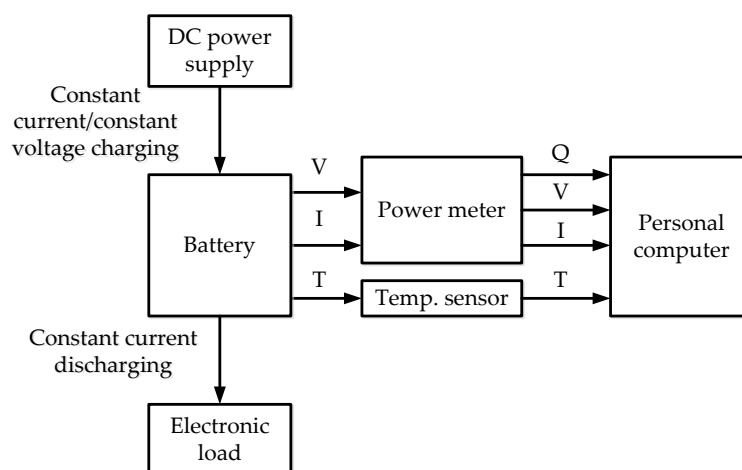 DC power
supply
Constant
current/constant
voltage charging
Battery
V
I
T
Power meter
Temp. sensor
Q
V
I
T
Personal
computer
Constant current
discharging
Electronic
load